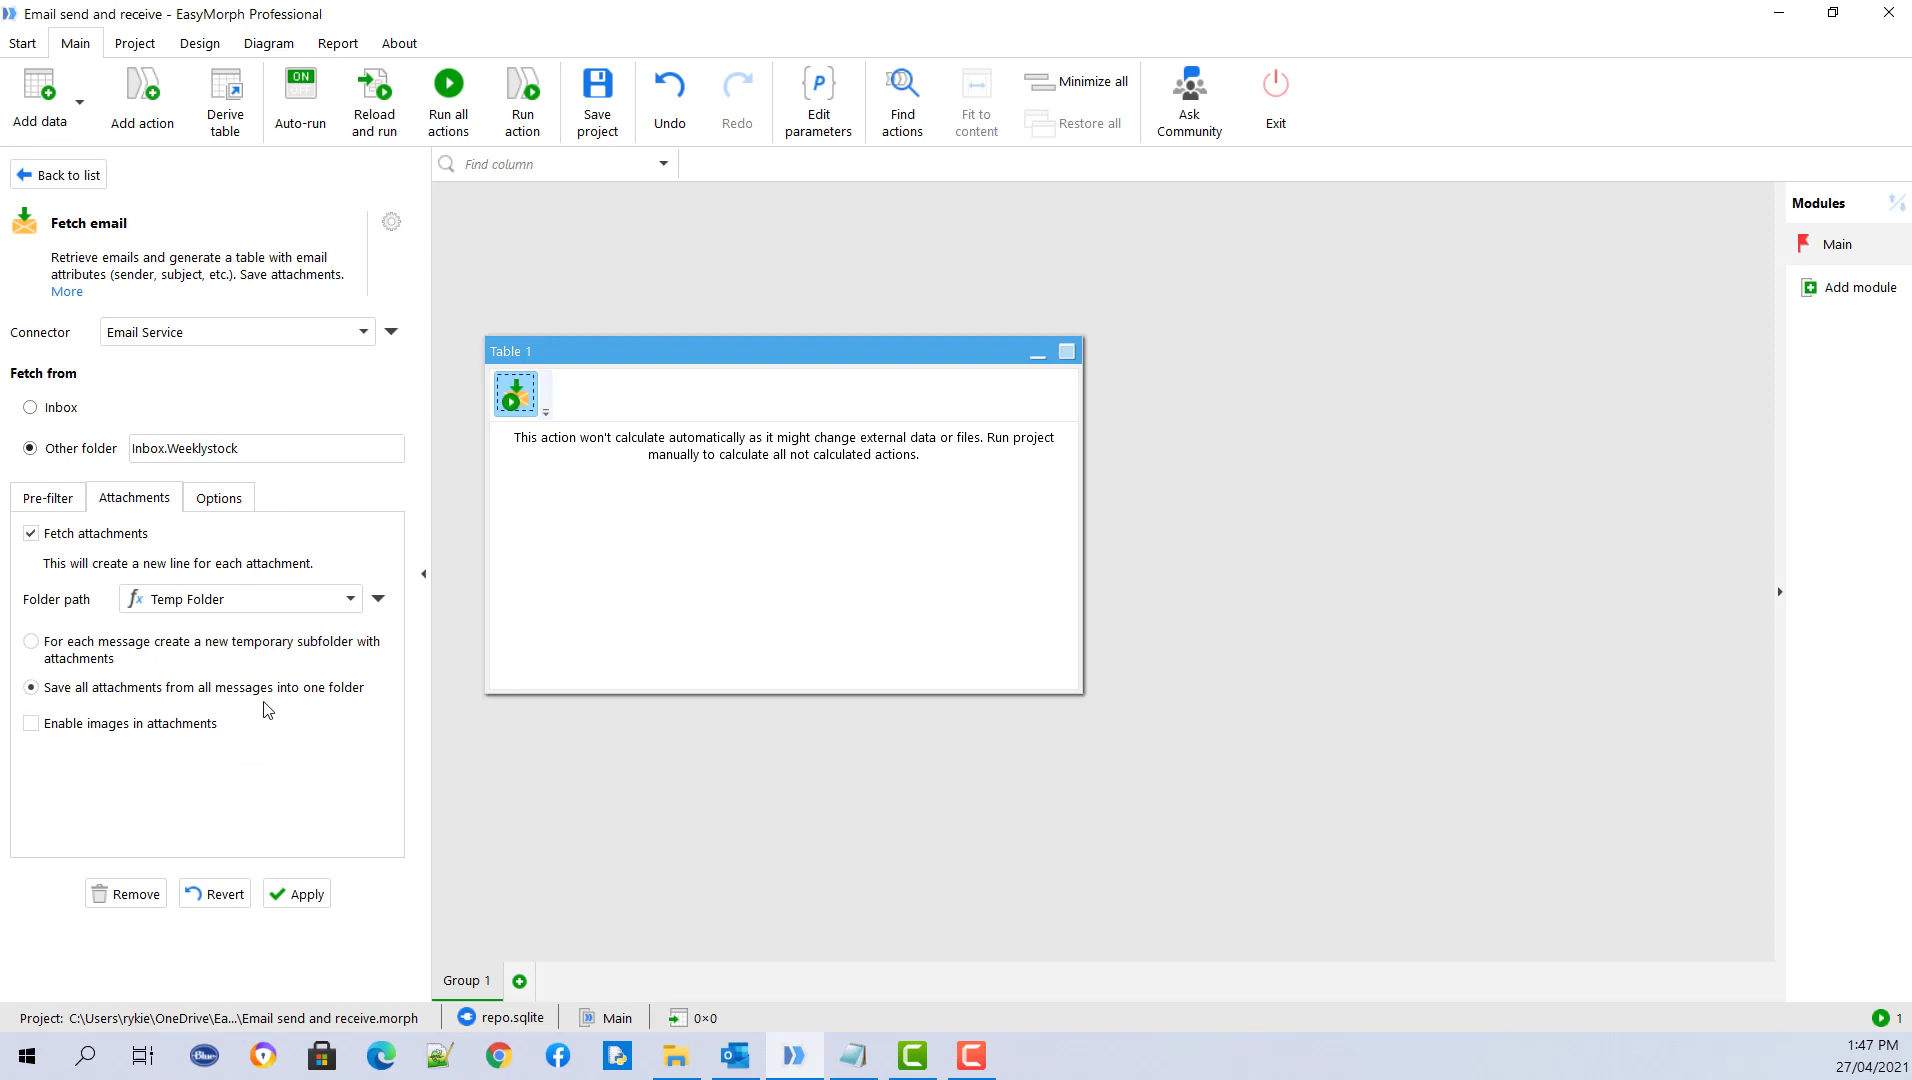 Email send and receive - EasyMorph Professional
Start
Main
Project
Design
Diagram
Report
About
Add data
Add action
Derive
table
ON
OFF
Auto-run
Reload
and run
Run all
actions
Run
action
Save
project
Undo
Redo
P
Edit
parameters
Find
actions
Fit to
content
Minimize all
Restore all
Ask
Community
Exit
Back to list
Find column
Fetch email
Retrieve emails and generate a table with email
attributes (sender, subject, etc.). Save attachments.
More
Connector
Email Service
Fetch from
Inbox
Other folder
Inbox.Weeklystock
Pre-filter
Attachments
Options
Fetch attachments
This will create a new line for each attachment.
Folder path
fx Temp Folder
For each message create a new temporary subfolder with
attachments
Save all attachments from all messages into one folder
Enable images in attachments
Remove
Revert
Apply
Table 1
This action won't calculate automatically as it might change external data or files. Run project
manually to calculate all not calculated actions.
Modules
Main
Add module
Group 1
Project: C:\Users\rykie\OneDrive\Ea...\Email send and receive.morph
repo.sqlite
Main
0×0
1
Blue
1:47 PM
27/04/2021